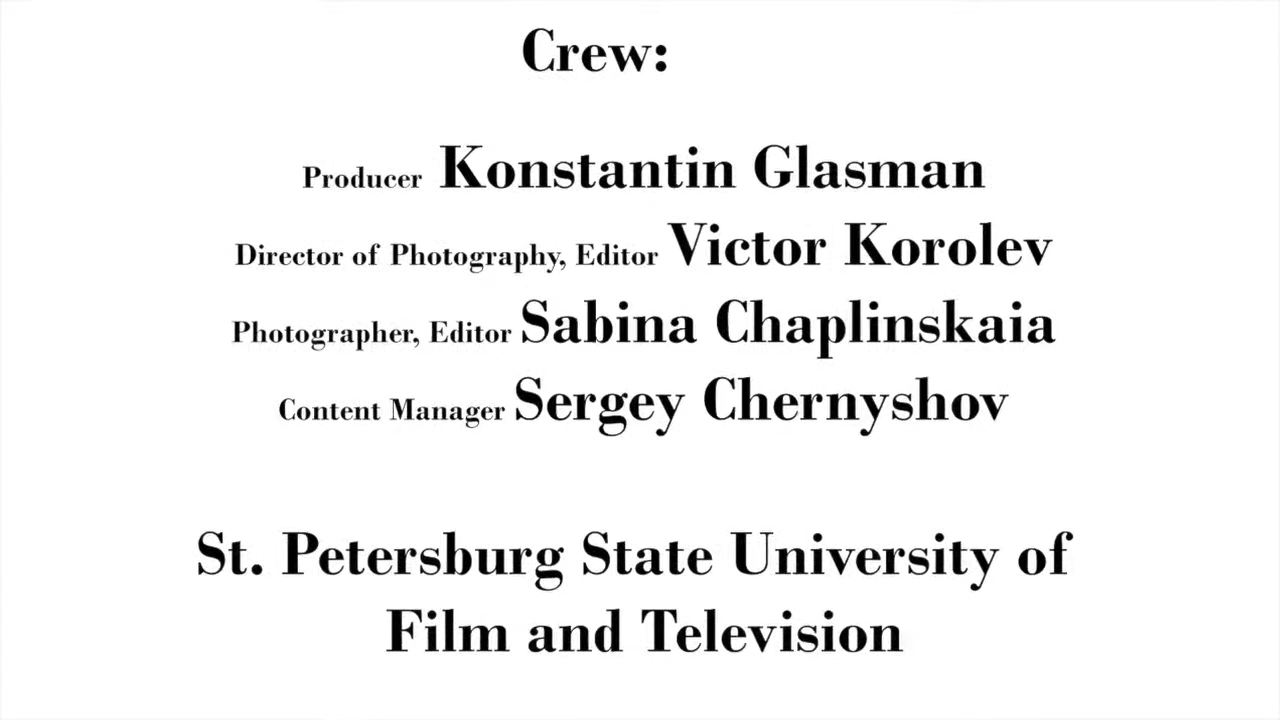 Crew:
Producer Konstantin Glasman
Director of Photography, Editor Victor Korolev
Photographer, Editor Sabina Chaplinskaia
Content Manager Sergey Chernyshov
St. Petersburg State University of
Film and Television